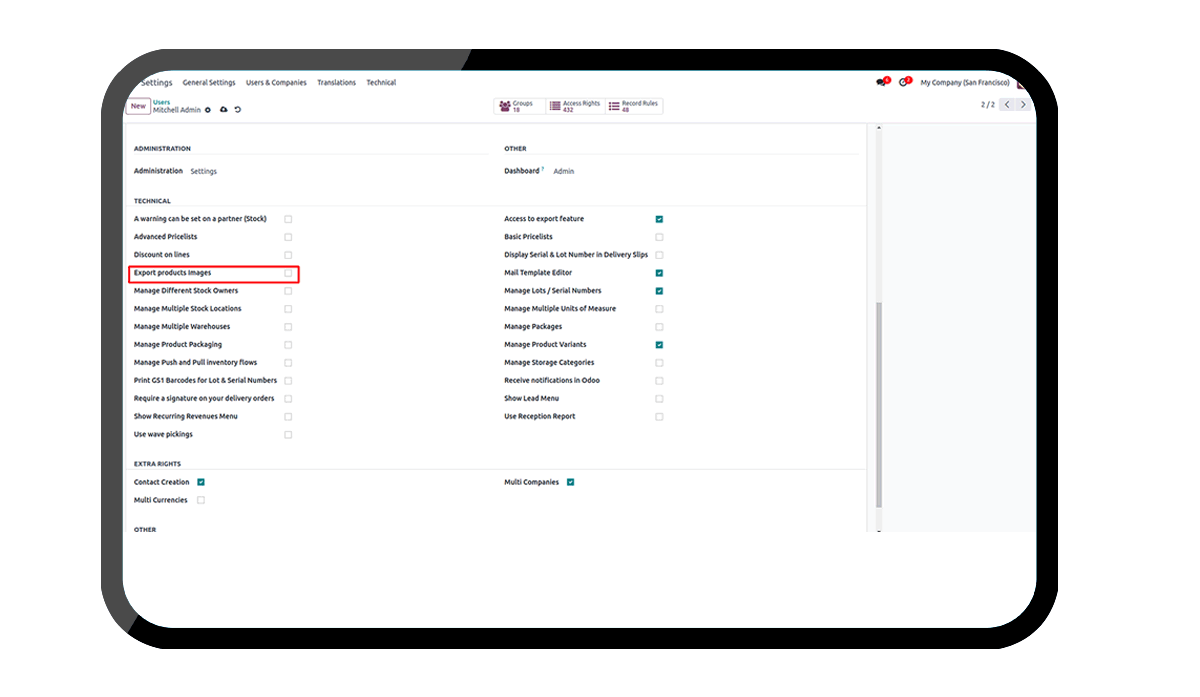 Settings General Settings Users & Companies Translations Technical My Company (San Francisco)
New Users Groups Access Rights Record Rules
Mitchell Admin 18 432 48 2 / 2
ADMINISTRATION OTHER
Administration Settings Dashboard ? Admin
TECHNICAL
A warning can be set on a partner (Stock) Access to export feature
Advanced Pricelists Basic Pricelists
Discount on lines Display Serial & Lot Number in Delivery Slips
Export products Images Mail Template Editor
Manage Different Stock Owners Manage Lots / Serial Numbers
Manage Multiple Stock Locations Manage Multiple Units of Measure
Manage Multiple Warehouses Manage Packages
Manage Product Packaging Manage Product Variants
Manage Push and Pull inventory flows Manage Storage Categories
Print GS1 Barcodes for Lot & Serial Numbers Receive notifications in Odoo
Require a signature on your delivery orders Show Lead Menu
Show Recurring Revenues Menu Use Reception Report
Use wave pickings
EXTRA RIGHTS
Contact Creation Multi Companies
Multi Currencies
OTHER